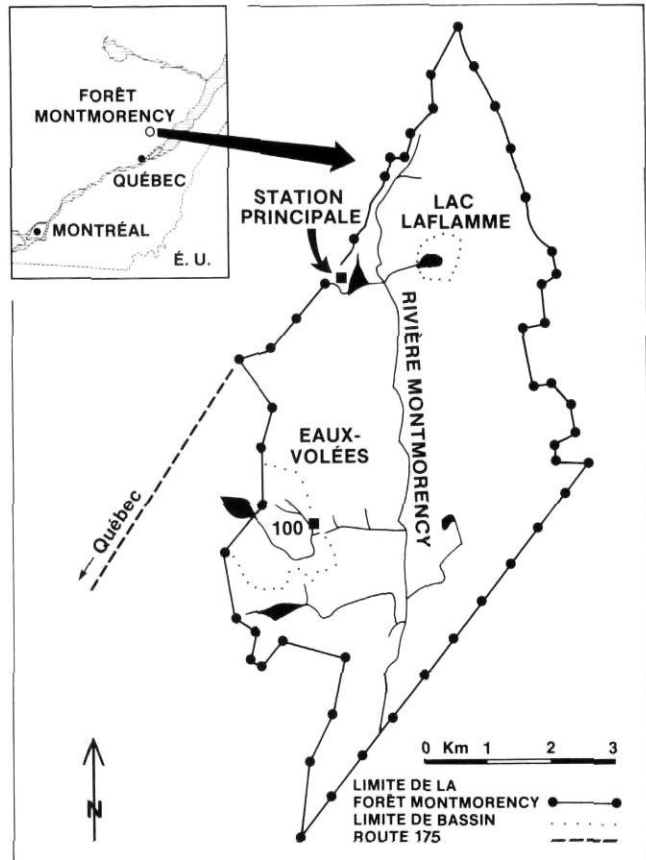 FORÊT
MONTMORENCY
QUÉBEC
MONTRÉAL
É. U.
STATION
PRINCIPALE
LAC
LAFLAMME
RIVIÈRE MONTMORENCY
EAUX-
VOLÉES
100
Québec
N
0 Km 1 2 3
LIMITE DE LA
FORÊT MONTMORENCY
LIMITE DE BASSIN
ROUTE 175